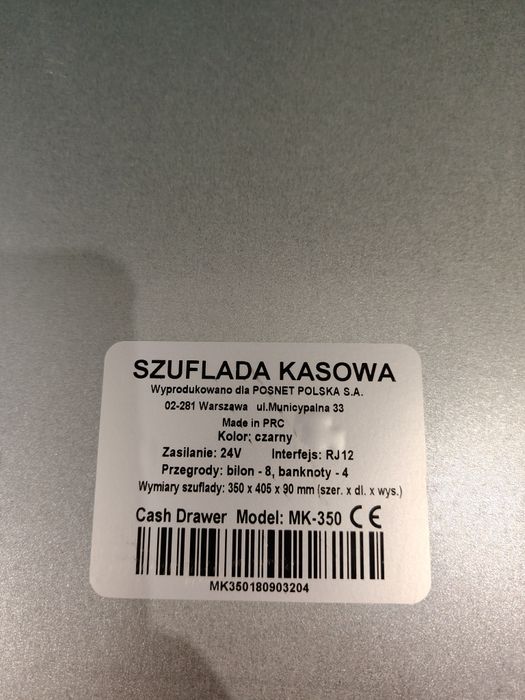 SZUFLADA KASOWA
Wyprodukowano dla POSNET POLSKA S.A.
02-281 Warszawa ul.Municypalna 33
Made in PRC
Kolor; czarny
Zasilanie: 24V Interfejs: RJ12
Przegrody: bilon - 8, banknoty - 4
Wymiary szuflady: 350 x 405 x 90 mm (szer. x dl. x wys.)
Cash Drawer Model: MK-350 CE
MK350180903204